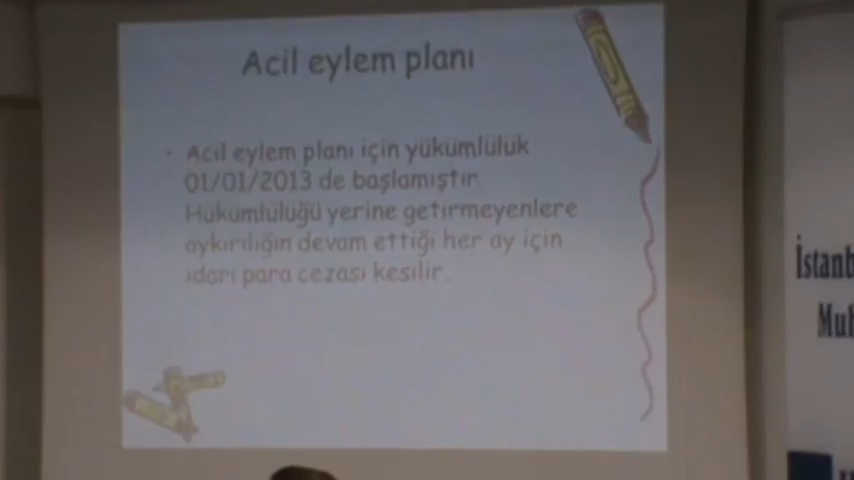 Acil eylem planı
• Acil eylem planı için yükümlülük
01/01/2013 de başlamıştır
Hükümlülüğü yerine getirmeyenlere
aykırılığın devam ettiği her ay için
idari para cezası kesilir.
İstanb
Muh